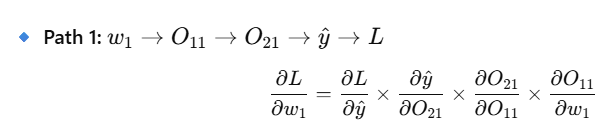 Path 1: w₁ → O₁₁ → O₂₁ → ŷ → L
∂L/∂w₁ = ∂L/∂ŷ × ∂ŷ/∂O₂₁ × ∂O₂₁/∂O₁₁ × ∂O₁₁/∂w₁